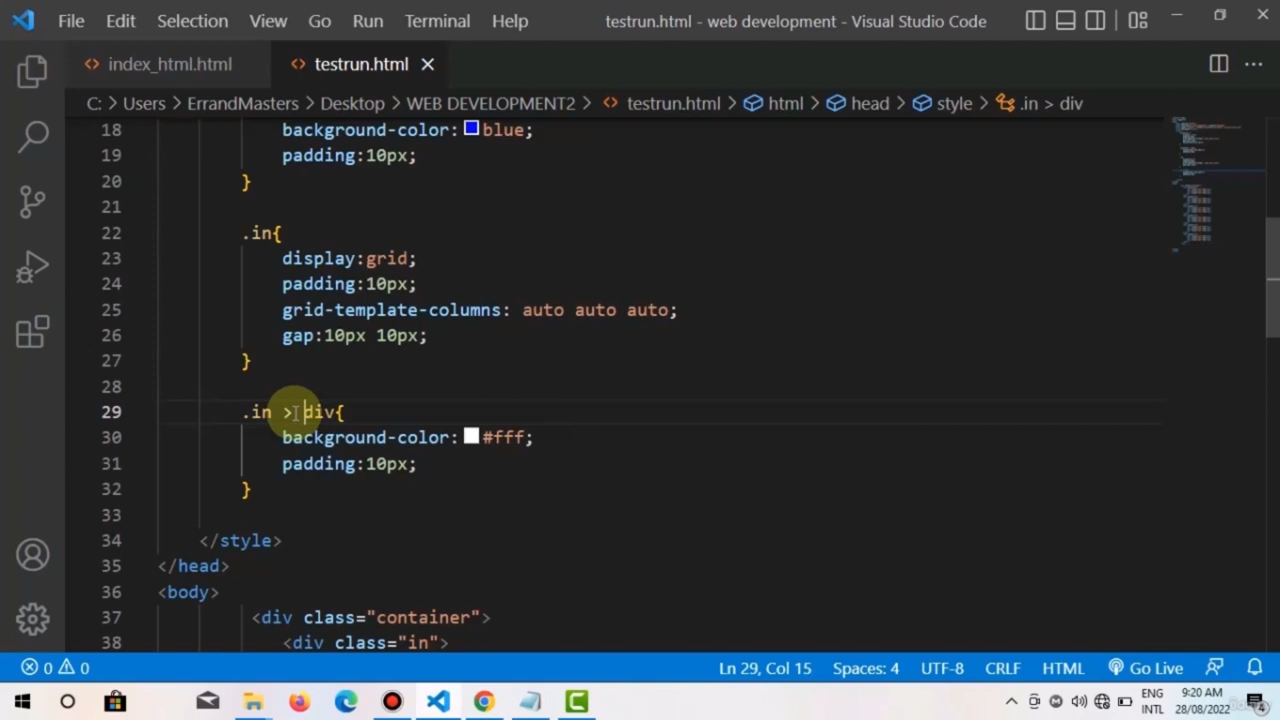 File Edit Selection View Go Run Terminal Help testrun.html - web development - Visual Studio Code
index_html.html testrun.html
C: > Users > ErrandMasters > Desktop > WEB DEVELOPMENT2 > testrun.html > html > head > style > .in > div
18 background-color: blue;
19 padding:10px;
20 }
21
22 .in{
23 display:grid;
24 padding:10px;
25 grid-template-columns: auto auto auto;
26 gap:10px 10px;
27 }
28
29 .in > div{
30 background-color: #fff;
31 padding:10px;
32 }
33
34 </style>
35 </head>
36 <body>
37 <div class="container">
38 <div class="in">
0 0 Ln 29, Col 15 Spaces: 4 UTF-8 CRLF HTML Go Live
ENG 9:20 AM
INTL 28/08/2022